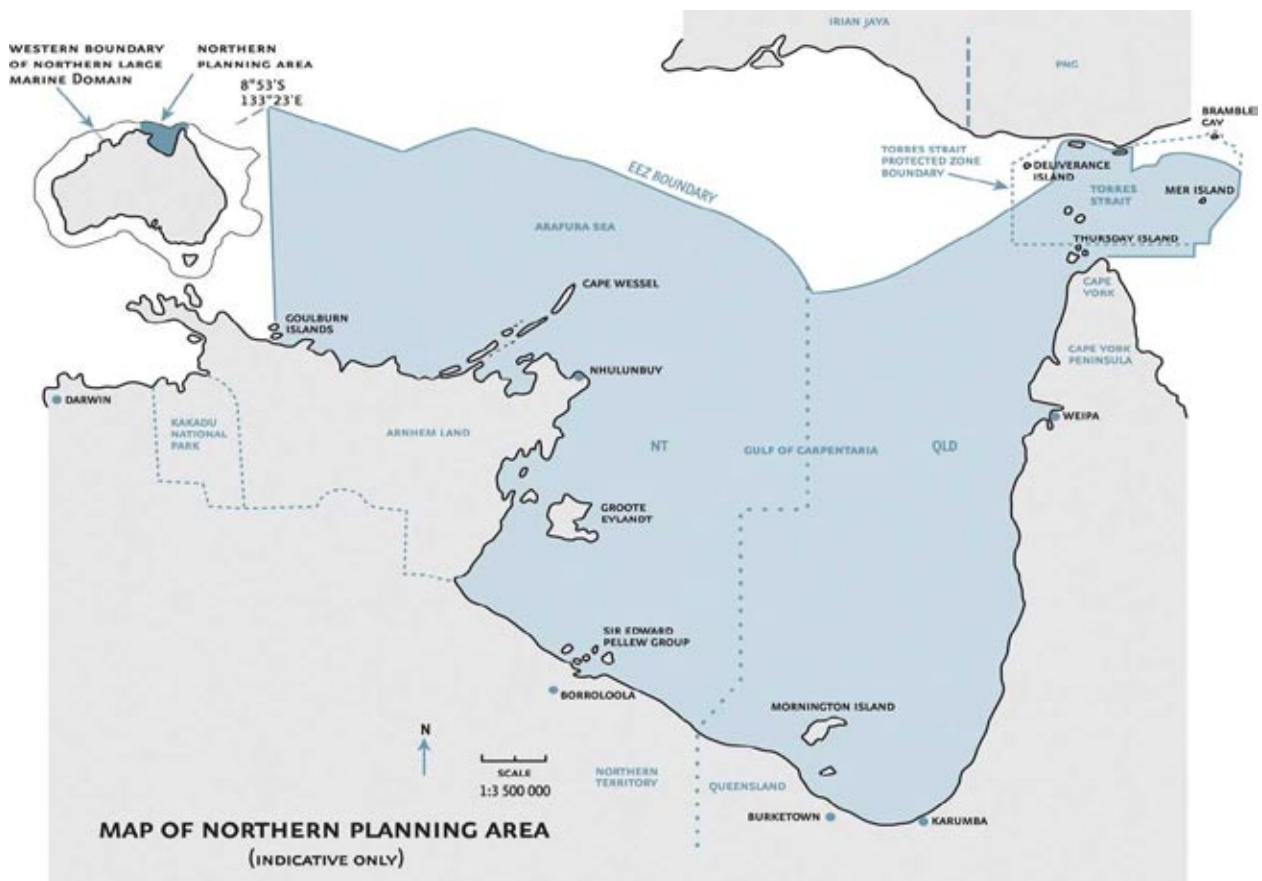 WESTERN BOUNDARY
OF NORTHERN LARGE
MARINE DOMAIN
NORTHERN
PLANNING AREA
8°53'S
133°23'E
IRIAN JAYA
PNG
BRAMBLE
CAY
TORRES STRAIT
PROTECTED ZONE
BOUNDARY
DELIVERANCE
ISLAND
TORRES
STRAIT
MER ISLAND
EEZ BOUNDARY
ARAFURA SEA
THURSDAY ISLAND
CAPE WESSEL
CAPE
YORK
GOULBURN
ISLANDS
CAPE YORK
PENINSULA
NHULUNBUY
DARWIN
WEIPA
KAKADU
NATIONAL
PARK
ARNHEM LAND
NT
GULF OF CARPENTARIA
QLD
GROOTE
EYLANDT
SIR EDWARD
PELLEW GROUP
BORROLOOLA
MORNINGTON ISLAND
N
SCALE
1:3 500 000
NORTHERN
TERRITORY
QUEENSLAND
BURKETOWN
KARUMBA
MAP OF NORTHERN PLANNING AREA
(INDICATIVE ONLY)